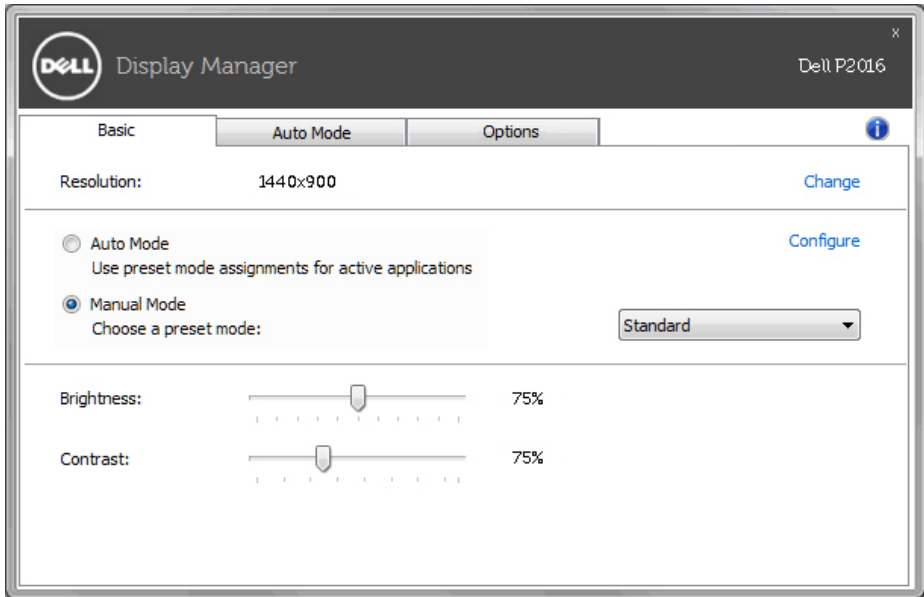 x
DELL Display Manager Dell P2016
Basic Auto Mode Options i
Resolution: 1440x900 Change
Auto Mode Configure
Use preset mode assignments for active applications
Manual Mode
Choose a preset mode: Standard
Brightness: 75%
Contrast: 75%